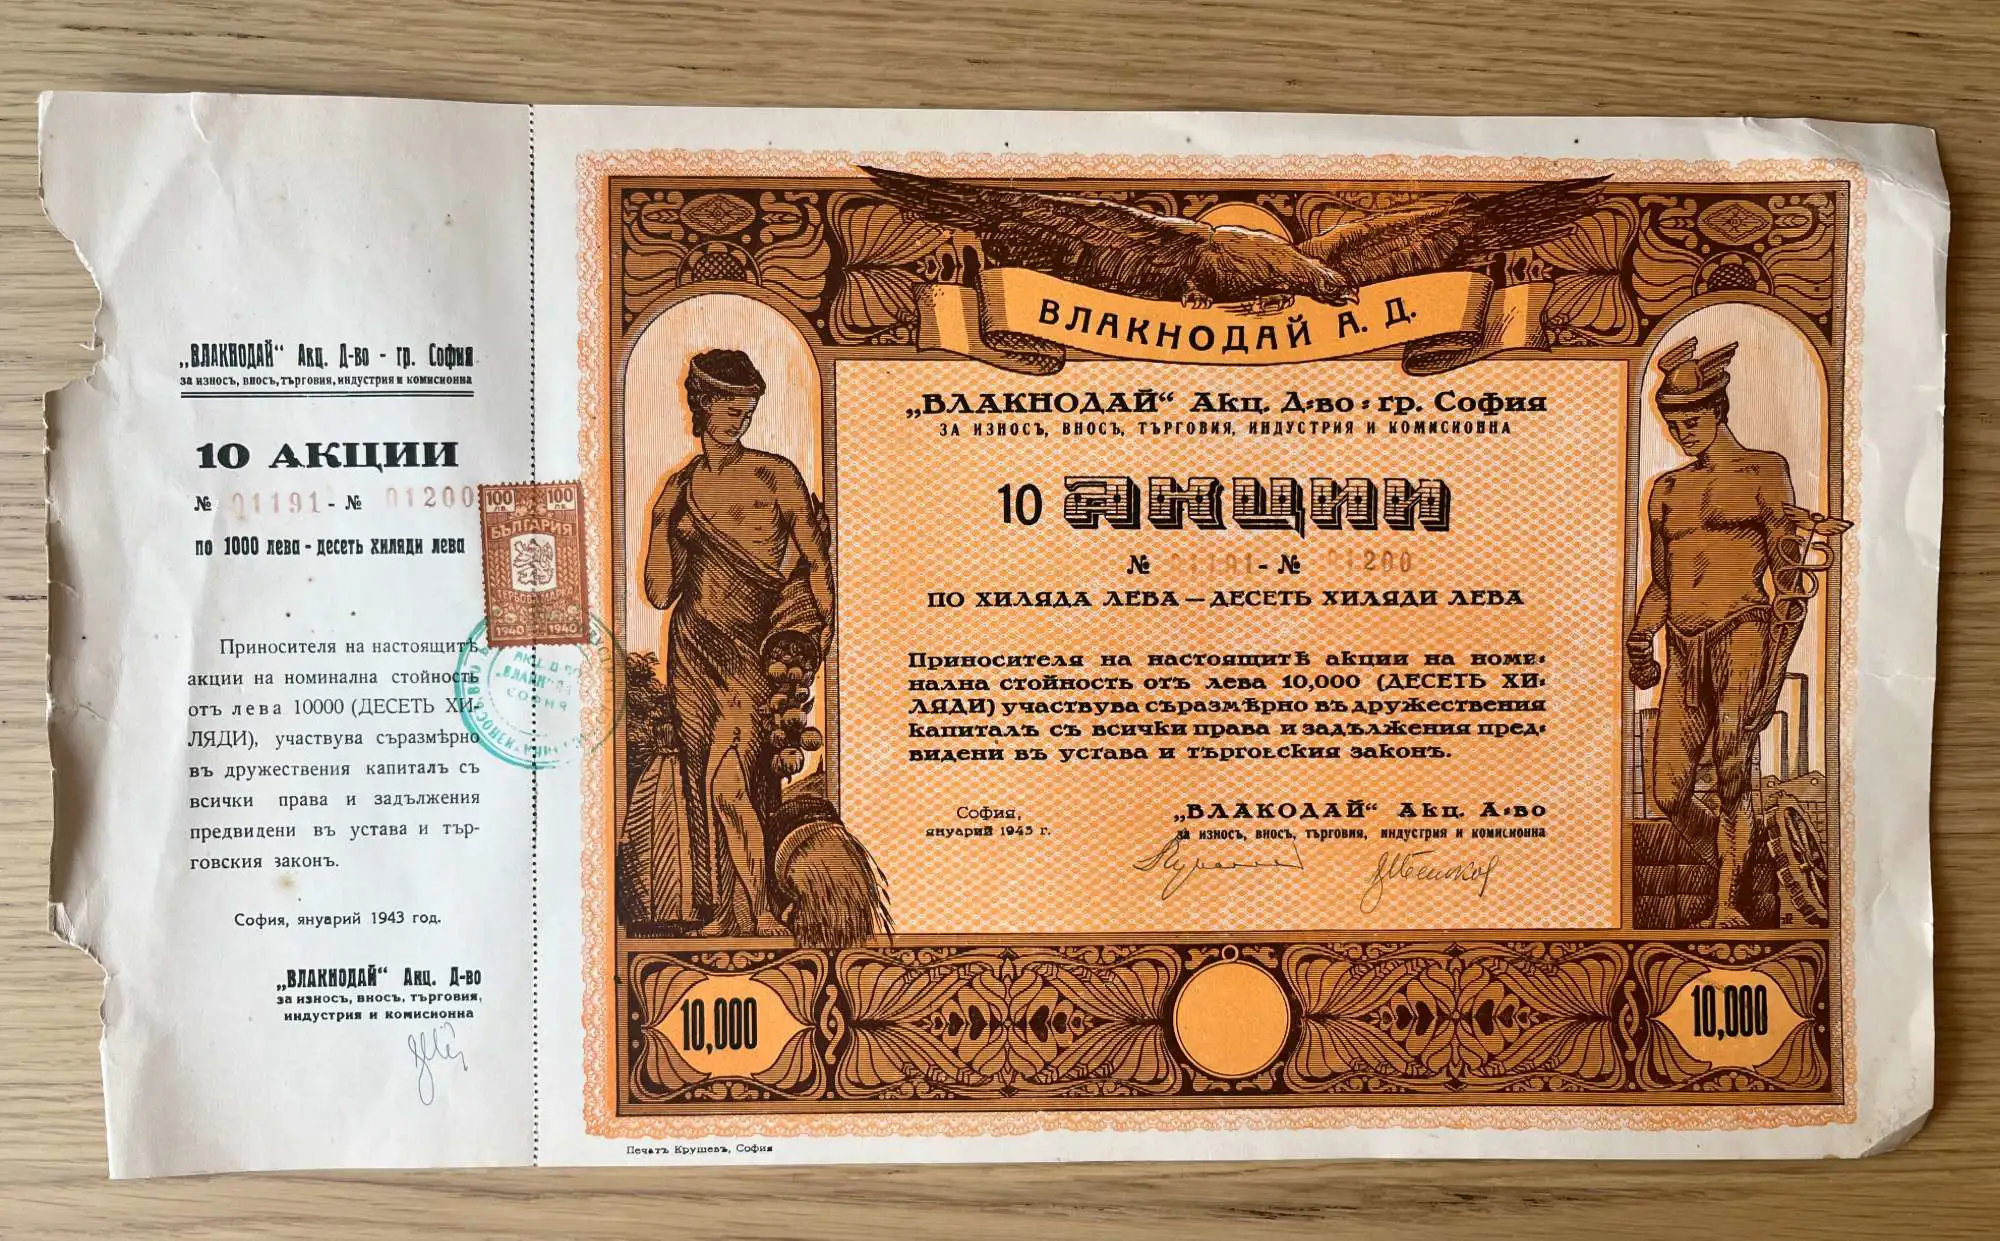 „ВЛАКНОДАЙ“ Акц. Д-во - гр. София
за износъ, вносъ, търговия, индустрия и комисионна
10 АКЦИИ
№ 01191 - № 01200
по 1000 лева - десеть хиляди лева
Приносителя на настоящитѣ
акции на номинална стойность
отъ лева 10000 (ДЕСЕТЬ ХИ-
ЛЯДИ), участвува съразмѣрно
въ дружествения капиталъ съ
всички права и задължения
предвидени въ устава и тър-
говския законъ.
София, януарий 1943 год.
„ВЛАКНОДАЙ“ Акц. Д-во
за износъ, вносъ, търговия,
индустрия и комисионна
100 100
ЛВ. ЛВ.
БЪЛГАРИЯ
1940 1940
АКЦ. Д-ВО
СОФИЯ
ВЛАКНОДАЙ А. Д.
„ВЛАКНОДАЙ“ Акц. Д-во - гр. София
ЗА ИЗНОСЪ, ВНОСЪ, ТЪРГОВИЯ, ИНДУСТРИЯ И КОМИСИОННА
10 АКЦИИ
№ 01191 - № 01200
ПО ХИЛЯДА ЛЕВА — ДЕСЕТЬ ХИЛЯДИ ЛЕВА
Приносителя на настоящитѣ акции на номи-
нална стойность отъ лева 10,000 (ДЕСЕТЬ ХИ-
ЛЯДИ) участвува съразмѣрно въ дружествения
капиталъ съ всички права и задължения пред-
видени въ устава и търговския законъ.
София,
януарий 1943 г.
„ВЛАКОДАЙ“ Акц. Д-во
за износъ, вносъ, търговия, индустрия и комисионна
10,000
10,000
Печатъ Крушевъ, София